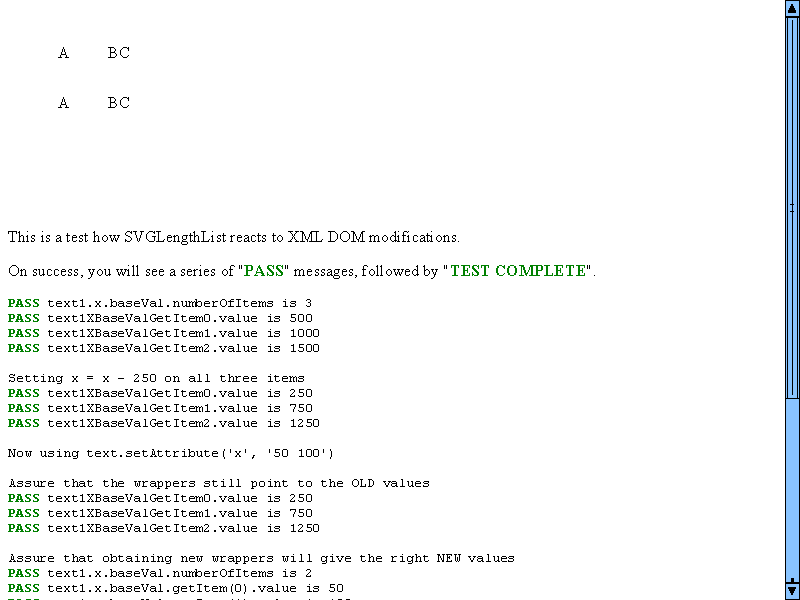 A BC
A BC
This is a test how SVGLengthList reacts to XML DOM modifications.
On success, you will see a series of "PASS" messages, followed by "TEST COMPLETE".
PASS text1.x.baseVal.numberOfItems is 3
PASS text1XBaseValGetItem0.value is 500
PASS text1XBaseValGetItem1.value is 1000
PASS text1XBaseValGetItem2.value is 1500
Setting x = x - 250 on all three items
PASS text1XBaseValGetItem0.value is 250
PASS text1XBaseValGetItem1.value is 750
PASS text1XBaseValGetItem2.value is 1250
Now using text.setAttribute('x', '50 100')
Assure that the wrappers still point to the OLD values
PASS text1XBaseValGetItem0.value is 250
PASS text1XBaseValGetItem1.value is 750
PASS text1XBaseValGetItem2.value is 1250
Assure that obtaining new wrappers will give the right NEW values
PASS text1.x.baseVal.numberOfItems is 2
PASS text1.x.baseVal.getItem(0).value is 50